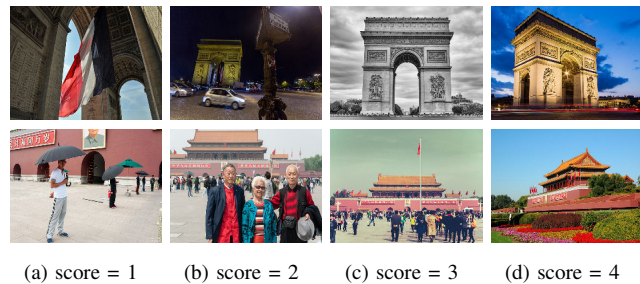 (a) score = 1
(b) score = 2
(c) score = 3
(d) score = 4